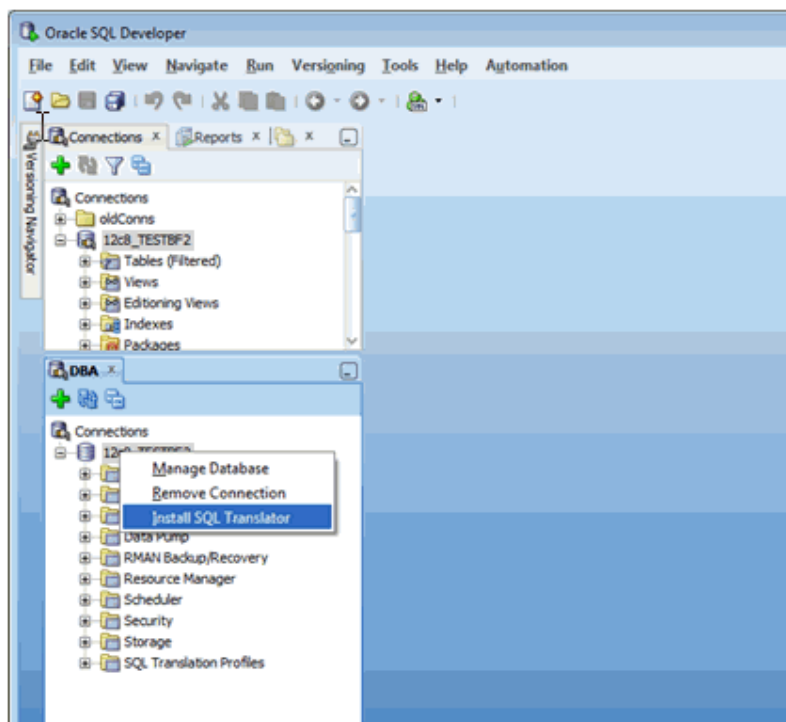 Oracle SQL Developer
File Edit View Navigate Run Versioning Tools Help Automation
Connections x Reports x x
Versioning Navigator
Connections
oldConns
12c8_TESTBF2
Tables (Filtered)
Views
Editioning Views
Indexes
Packages
DBA x
Connections
Manage Database
Remove Connection
Install SQL Translator
Data Pump
RMAN Backup/Recovery
Resource Manager
Scheduler
Security
Storage
SQL Translation Profiles